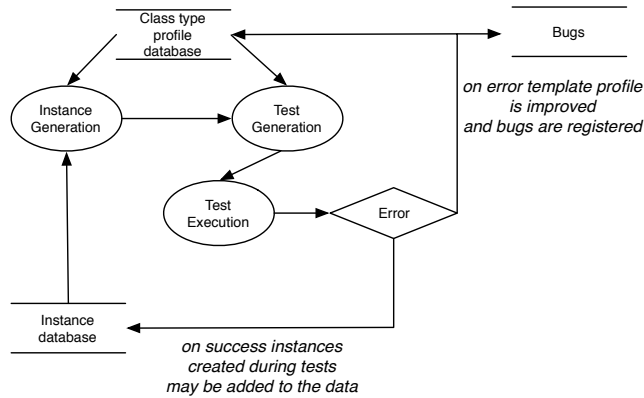 Class type
profile
database
Bugs
on error template profile
is improved
and bugs are registered
Instance
Generation
Test
Generation
Test
Execution
Error
Instance
database
on success instances
created during tests
may be added to the data